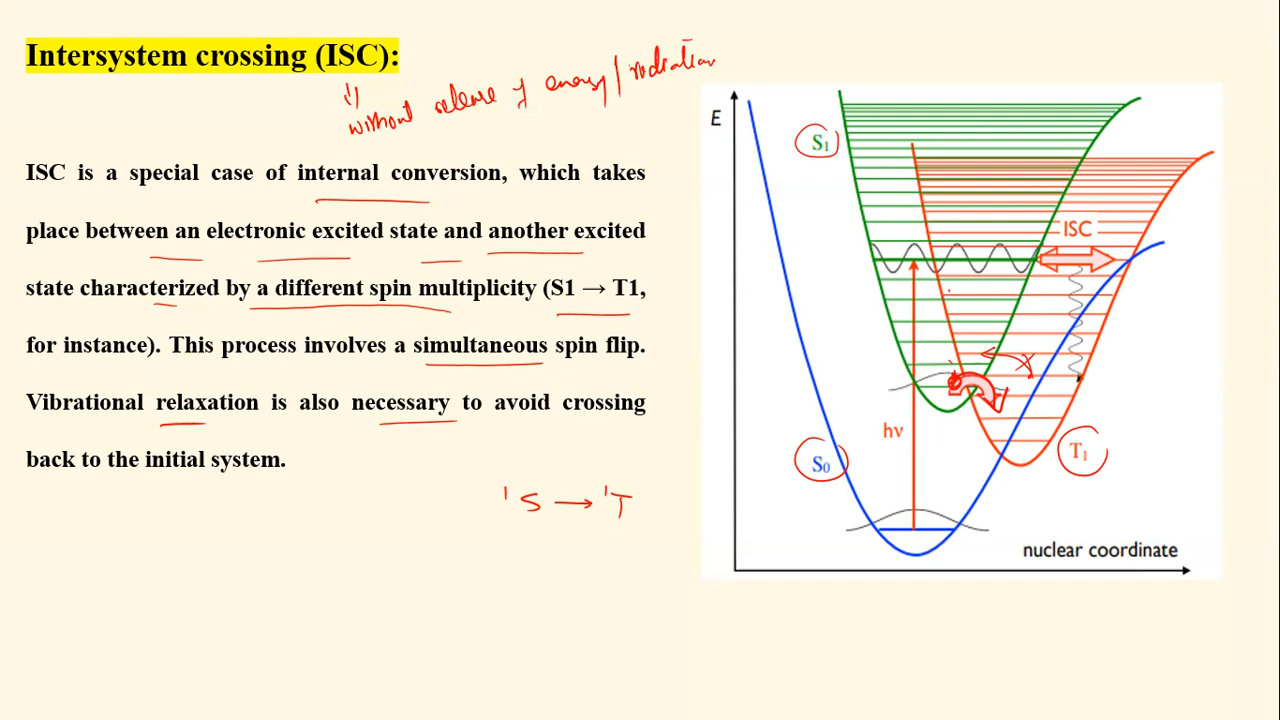 Intersystem crossing (ISC):
without release of energy/radiation
ISC is a special case of internal conversion, which takes
place between an electronic excited state and another excited
state characterized by a different spin multiplicity (S1 → T1,
for instance). This process involves a simultaneous spin flip.
Vibrational relaxation is also necessary to avoid crossing
back to the initial system.
¹S → ¹T
E
S₁
ISC
hν
S₀
T₁
nuclear coordinate